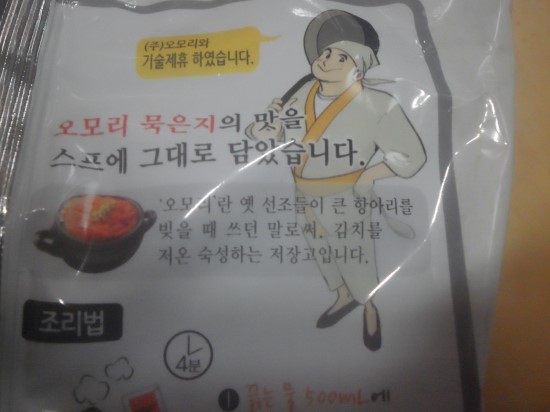 (주)오모리와
기술제휴 하였습니다.
오모리 묵은지의 맛을
스프에 그대로 담았습니다.
'오모리'란 옛 선조들이 큰 항아리를
빚을 때 쓰던 말로써, 김치를
저온 숙성하는 저장고입니다.
조리법
4분
1 끓는 물 500mL에